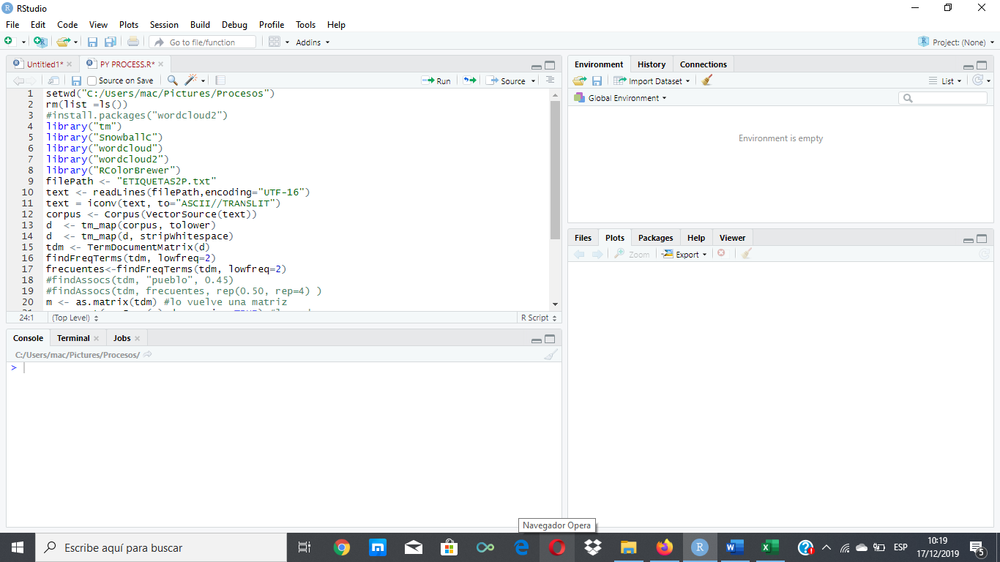 RStudio
File Edit Code View Plots Session Build Debug Profile Tools Help
Go to file/function Addins Project: (None)
Untitled1* PY PROCESS.R*
Source on Save Run Source
1 setwd("C:/Users/mac/Pictures/Procesos")
2 rm(list =ls())
3 #install.packages("wordcloud2")
4 library("tm")
5 library("SnowballC")
6 library("wordcloud")
7 library("wordcloud2")
8 library("RColorBrewer")
9 filePath <- "ETIQUETAS2P.txt"
10 text <- readLines(filePath,encoding="UTF-16")
11 text = iconv(text, to="ASCII//TRANSLIT")
12 corpus <- Corpus(VectorSource(text))
13 d  <- tm_map(corpus, tolower)
14 d  <- tm_map(d, stripWhitespace)
15 tdm <- TermDocumentMatrix(d)
16 findFreqTerms(tdm, lowfreq=2)
17 frecuentes<-findFreqTerms(tdm, lowfreq=2)
18 #findAssocs(tdm, "pueblo", 0.45)
19 #findAssocs(tdm, frecuentes, rep(0.50, rep=4) )
20 m <- as.matrix(tdm) #lo vuelve una matriz
24:1 (Top Level) R Script
Console Terminal Jobs
C:/Users/mac/Pictures/Procesos/
>
Environment History Connections
Import Dataset List
Global Environment
Environment is empty
Files Plots Packages Help Viewer
Zoom Export
Navegador Opera
Escribe aquí para buscar
ESP
10:19
17/12/2019
5